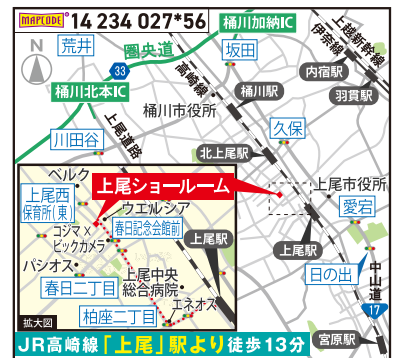 MAPCODE 14 234 027*56
桶川加納IC
上越新幹線
伊奈線
N
荒井
圏央道
坂田
33
高崎線
内宿駅
羽貫駅
桶川北本IC
桶川駅
桶川市役所
上尾道路
久保
川田谷
北上尾駅
ベルク
上尾ショールーム
上尾市役所
上尾西
保育所(東)
ウエルシア
愛宕
春日記念会館前
コジマ×
ビックカメラ
上尾駅
上尾駅
パシオス
上尾中央
総合病院
日の出
中山道
春日二丁目
エネオス
17
柏座二丁目
拡大図
宮原駅
JR高崎線「上尾」駅より徒歩13分